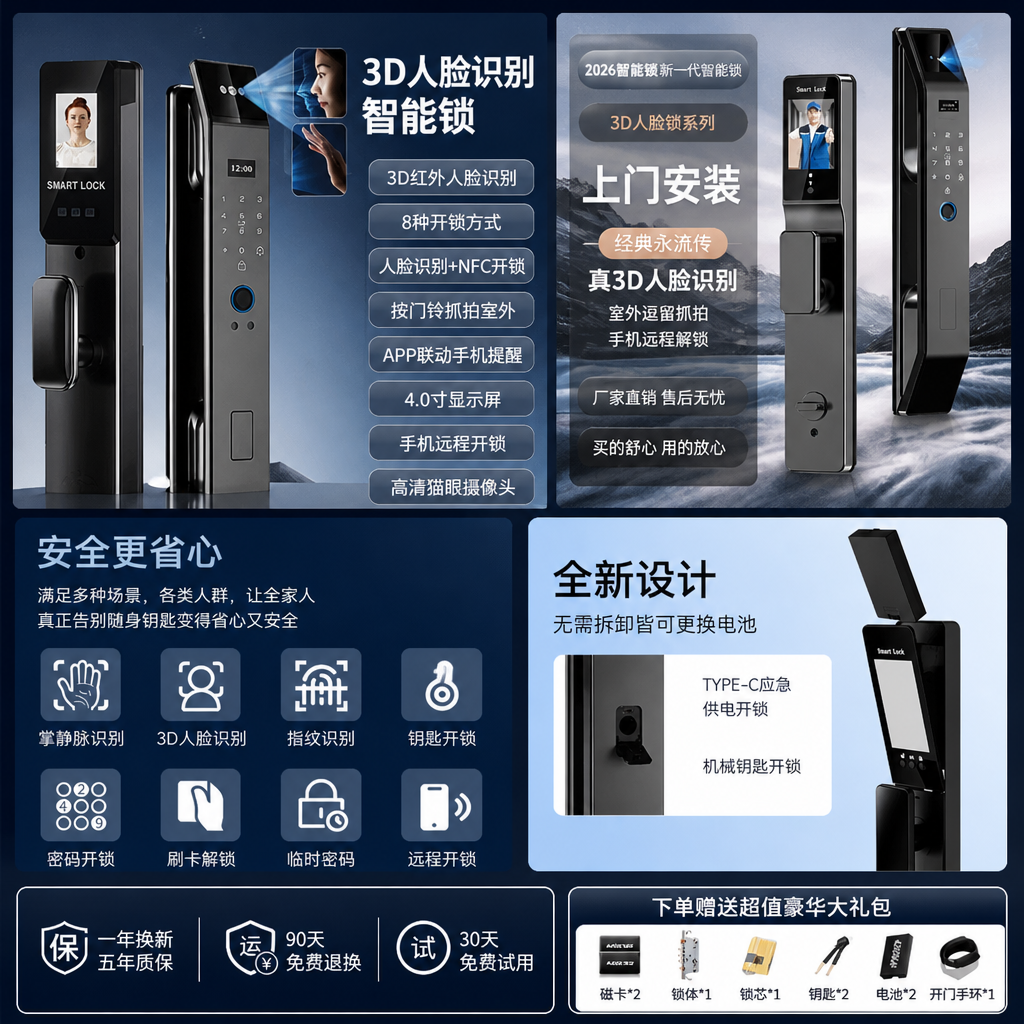 3D人脸识别
智能锁
SMART LOCK
12:00
1 2 3
4 5 6
7 8 9
3D红外人脸识别
8种开锁方式
人脸识别+NFC开锁
按门铃抓拍室外
APP联动手机提醒
4.0寸显示屏
手机远程开锁
高清猫眼摄像头
2026智能锁新一代智能锁
3D人脸锁系列
上门安装
经典永流传
真3D人脸识别
室外逗留抓拍
手机远程解锁
厂家直销 售后无忧
买的舒心 用的放心
Smart Lock
安全更省心
满足多种场景，各类人群，让全家人
真正告别随身钥匙变得省心又安全
掌静脉识别
3D人脸识别
指纹识别
钥匙开锁
2
4
9
密码开锁
刷卡解锁
临时密码
远程开锁
全新设计
无需拆卸皆可更换电池
TYPE-C应急
供电开锁
机械钥匙开锁
Smart Lock
保
一年换新
五年质保
运
¥
90天
免费退换
试
30天
免费试用
下单赠送超值豪华大礼包
磁卡*2
锁体*1
锁芯*1
钥匙*2
电池*2
开门手环*1